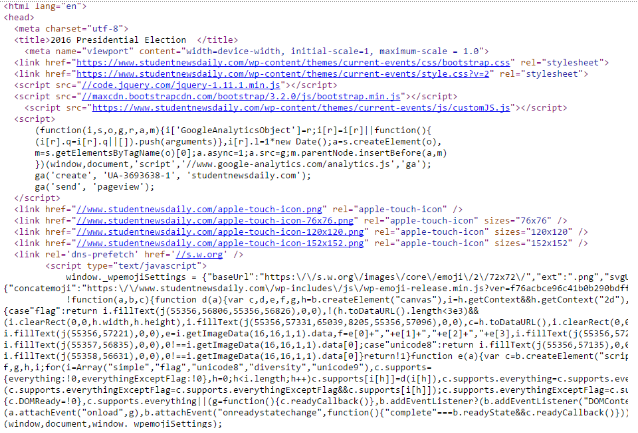 <html lang="en">
<head>
<meta charset="utf-8">
<title>2016 Presidential Election </title>
<meta name="viewport" content="width=device-width, initial-scale=1, maximum-scale = 1.0">
<link href="https://www.studentnewsdaily.com/wp-content/themes/current-events/css/bootstrap.css" rel="stylesheet">
<link href="https://www.studentnewsdaily.com/wp-content/themes/current-events/style.css?v=2" rel="stylesheet">
<script src="//code.jquery.com/jquery-1.11.1.min.js"></script>
<script src="//maxcdn.bootstrapcdn.com/bootstrap/3.2.0/js/bootstrap.min.js"></script>
<script src="https://www.studentnewsdaily.com/wp-content/themes/current-events/js/customJS.js"></script>
<script>
(function(i,s,o,g,r,a,m){i['GoogleAnalyticsObject']=r;i[r]=i[r]||function(){
(i[r].q=i[r].q||[]).push(arguments)},i[r].l=1*new Date();a=s.createElement(o),
m=s.getElementsByTagName(o)[0];a.async=1;a.src=g;m.parentNode.insertBefore(a,m)
})(window,document,'script','//www.google-analytics.com/analytics.js','ga');
ga('create', 'UA-3693638-1', 'studentnewsdaily.com');
ga('send', 'pageview');
</script>
<link href="//www.studentnewsdaily.com/apple-touch-icon.png" rel="apple-touch-icon" />
<link href="//www.studentnewsdaily.com/apple-touch-icon-76x76.png" rel="apple-touch-icon" sizes="76x76" />
<link href="//www.studentnewsdaily.com/apple-touch-icon-120x120.png" rel="apple-touch-icon" sizes="120x120" />
<link href="//www.studentnewsdaily.com/apple-touch-icon-152x152.png" rel="apple-touch-icon" sizes="152x152" />
<link rel='dns-prefetch' href='//s.w.org' />
<script type="text/javascript">
window._wpemojiSettings = {"baseUrl":"https:\/\/s.w.org\/images\/core\/emoji\/2\/72x72\/","ext":".png","svgU
{"concatemoji":"https:\/\/www.studentnewsdaily.com\/wp-includes\/js\/wp-emoji-release.min.js?ver=f76acbce96c41b0b290bdff
!function(a,b,c){function d(a){var c,d,e,f,g,h=b.createElement("canvas"),i=h.getContext&&h.getContext("2d"),
{case"flag":return i.fillText(j(55356,56806,55356,56826),0,0),!(h.toDataURL().length<3e3)&&
(i.clearRect(0,0,h.width,h.height),i.fillText(j(55356,57331,65039,8205,55356,57096),0,0),c=h.toDataURL(),i.clearRect(0,0
i.fillText(j(55356,57221),0,0),e=i.getImageData(16,16,1,1).data,f=e[0]+","+e[1]+","+e[2]+","+e[3],i.fillText(j(55356,572
i.fillText(j(55357,56835),0,0),0!==i.getImageData(16,16,1,1).data[0];case"unicode8":return i.fillText(j(55356,57135),0,0
i.fillText(j(55358,56631),0,0),0!==i.getImageData(16,16,1,1).data[0]}return!1}function e(a){var c=b.createElement("scrip
f,g,h,i;for(i=Array("simple","flag","unicode8","diversity","unicode9"),c.supports=
{everything:!0,everythingExceptFlag:!0},h=0;h<i.length;h++)c.supports[i[h]]=d(i[h]),c.supports.everything=c.supports.eve
(c.supports.everythingExceptFlag=c.supports.everythingExceptFlag&&c.supports[i[h]]);c.supports.everythingExceptFlag=c.su
{c.DOMReady=!0},c.supports.everything||(g=function(){c.readyCallback()},b.addEventListener?(b.addEventListener("DOMConte
(a.attachEvent("onload",g),b.attachEvent("onreadystatechange",function(){"complete"===b.readyState&&c.readyCallback()}))
(window,document,window._wpemojiSettings);